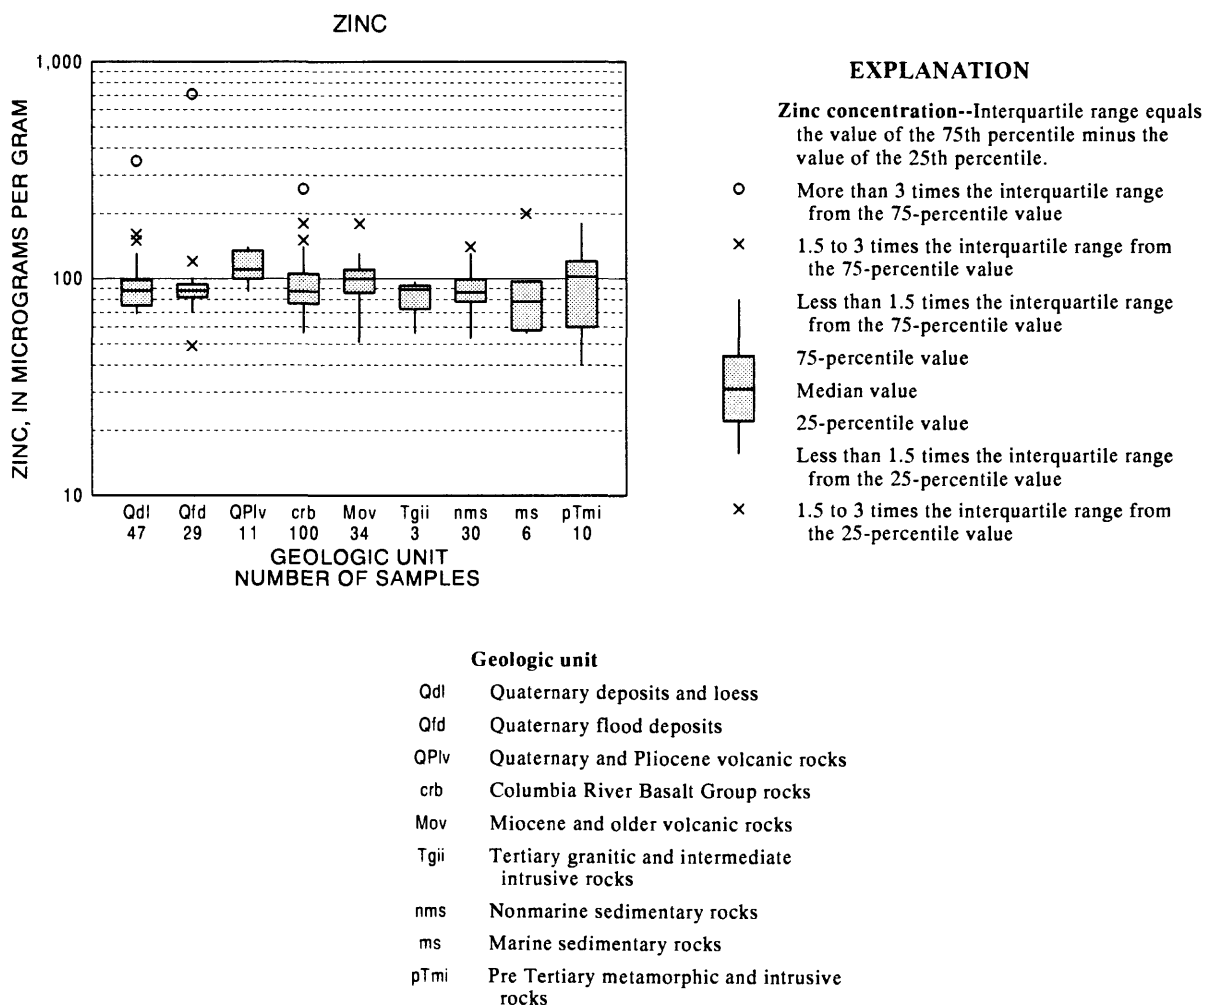 ZINC
1,000
100
10
ZINC, IN MICROGRAMS PER GRAM
Qdl Qfd QPlv crb Mov Tgii nms ms pTmi
47 29 11 100 34 3 30 6 10
GEOLOGIC UNIT
NUMBER OF SAMPLES
EXPLANATION
Zinc concentration--Interquartile range equals
the value of the 75th percentile minus the
value of the 25th percentile.
More than 3 times the interquartile range
from the 75-percentile value
1.5 to 3 times the interquartile range from
the 75-percentile value
Less than 1.5 times the interquartile range
from the 75-percentile value
75-percentile value
Median value
25-percentile value
Less than 1.5 times the interquartile range
from the 25-percentile value
1.5 to 3 times the interquartile range from
the 25-percentile value
Geologic unit
Qdl Quaternary deposits and loess
Qfd Quaternary flood deposits
QPlv Quaternary and Pliocene volcanic rocks
crb Columbia River Basalt Group rocks
Mov Miocene and older volcanic rocks
Tgii Tertiary granitic and intermediate
intrusive rocks
nms Nonmarine sedimentary rocks
ms Marine sedimentary rocks
pTmi Pre Tertiary metamorphic and intrusive
rocks